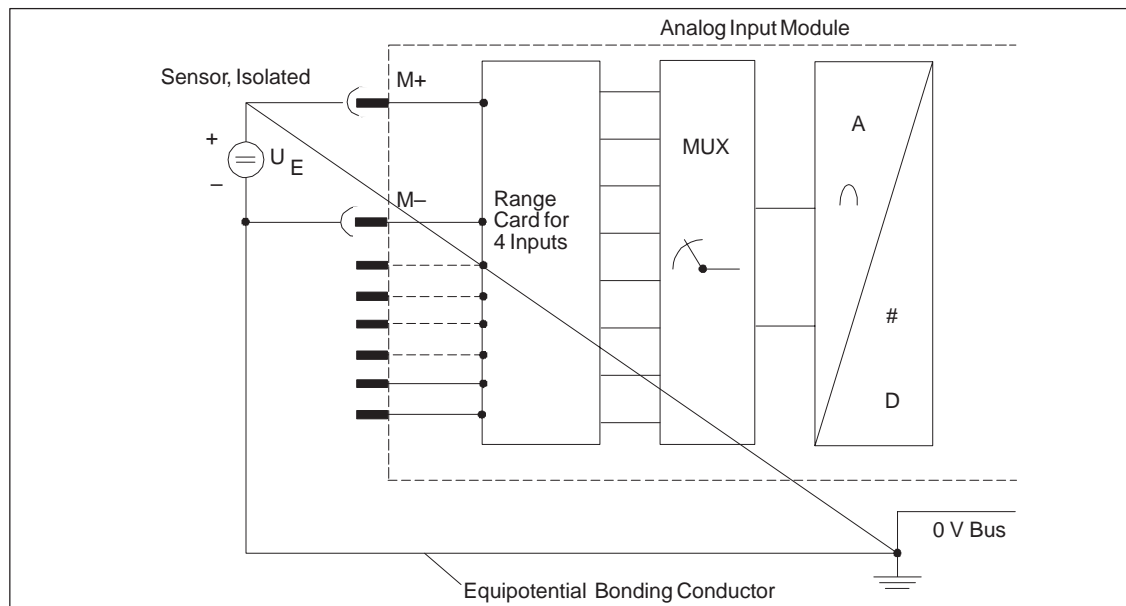 Analog Input Module
Sensor, Isolated
M+
+
U E
–
M–
Range
Card for
4 Inputs
MUX
A
#
D
0 V Bus
Equipotential Bonding Conductor